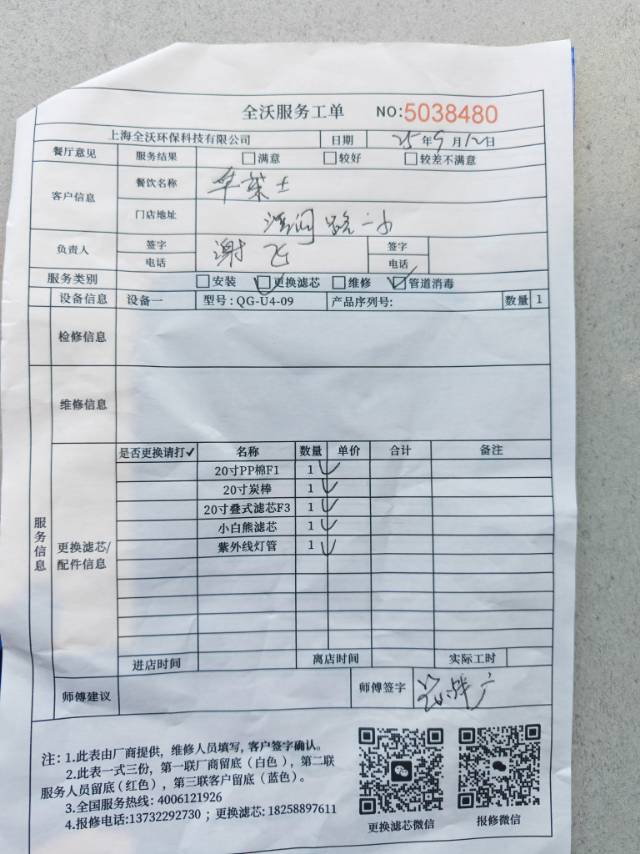 全沃服务工单 NO:5038480
上海全沃环保科技有限公司 日期 25年9月12日
餐厅意见 服务结果 满意 较好 较差不满意
客户信息 餐饮名称
门店地址
负责人 签字 谢飞 签字
电话 电话
服务类别 安装 更换滤芯 维修 管道消毒
设备信息 设备一 型号:QG-U4-09 产品序列号: 数量 1
检修信息
维修信息
服务信息
更换滤芯/配件信息
是否更换请打✓ 名称 数量 单价 合计 备注
20寸PP棉F1 1 ✓
20寸炭棒 1 ✓
20寸叠式滤芯F3 1 ✓
小白熊滤芯 1 ✓
紫外线灯管 1 ✓
进店时间 离店时间 实际工时
师傅建议 师傅签字
注:1.此表由厂商提供，维修人员填写,客户签字确认。
2.此表一式三份，第一联厂商留底（白色），第二联
服务人员留底(红色)，第三联客户留底（蓝色）。
3.全国服务热线: 4006121926
4.报修电话:13732292730；更换滤芯: 18258897611
更换滤芯微信 报修微信